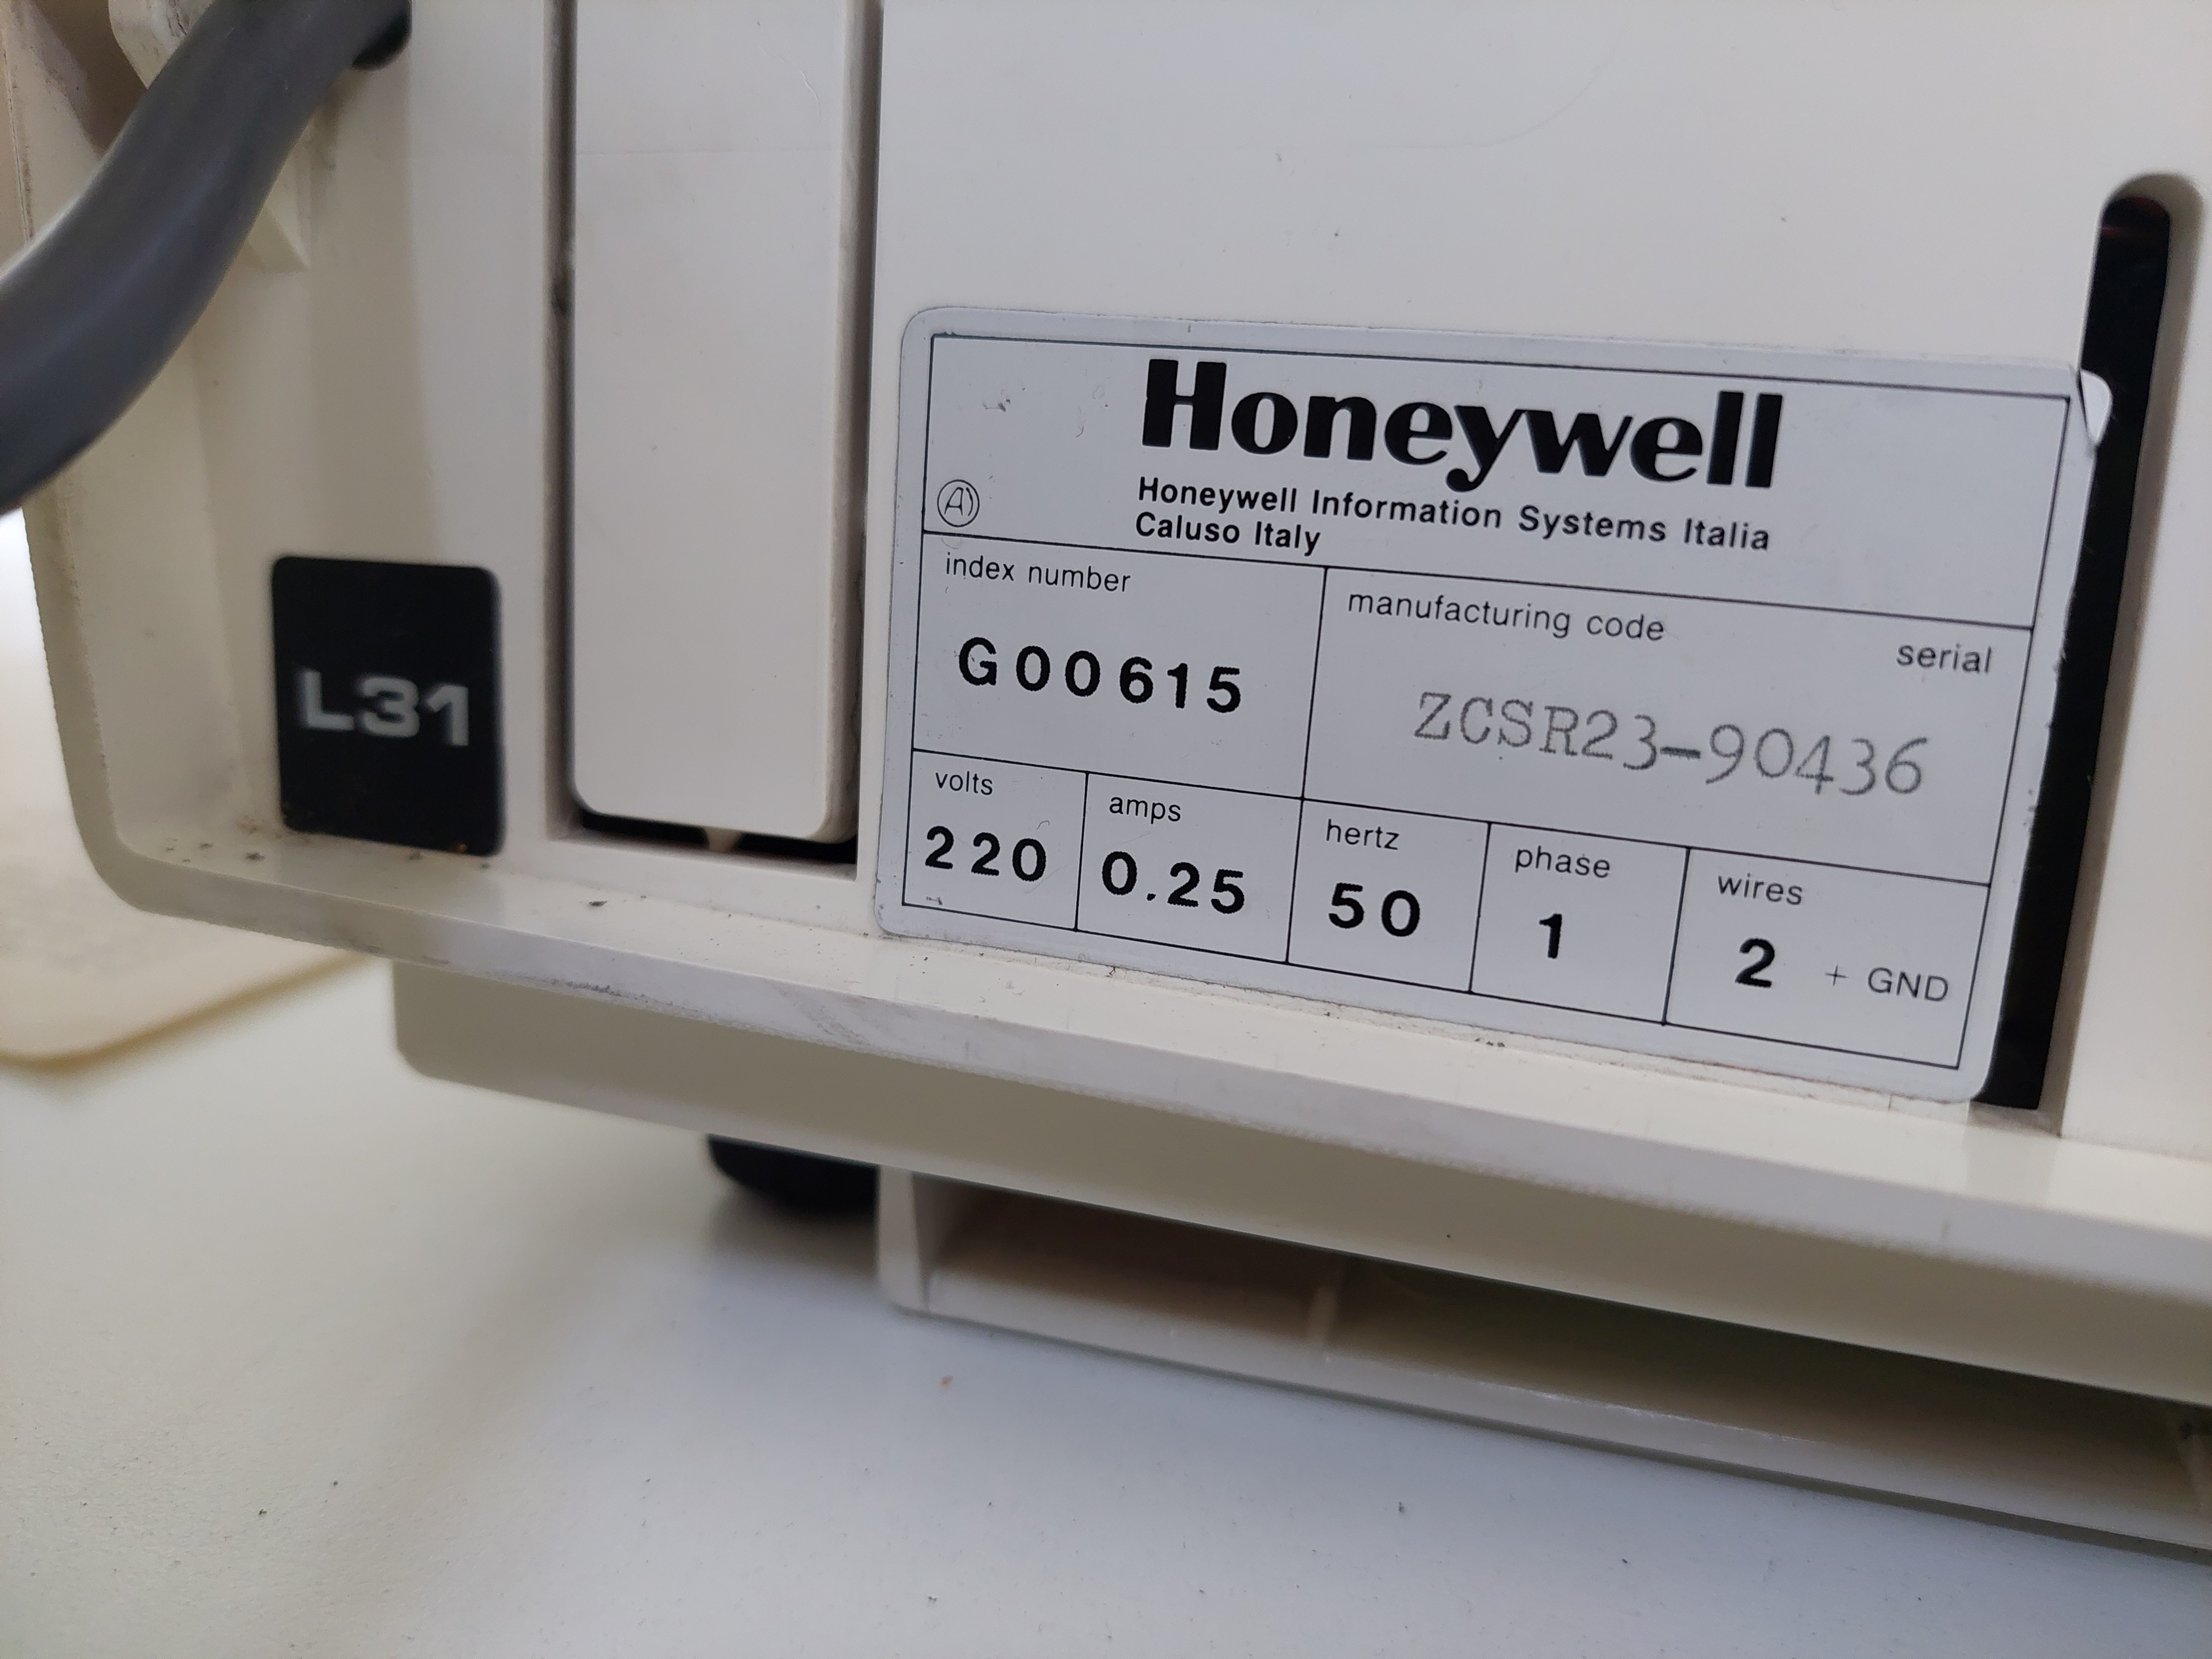 L31
Honeywell
Honeywell Information Systems Italia
Caluso Italy
A
index number
G00615
manufacturing code
serial
ZCSR23-90436
volts
220
amps
0.25
hertz
50
phase
1
wires
2 + GND